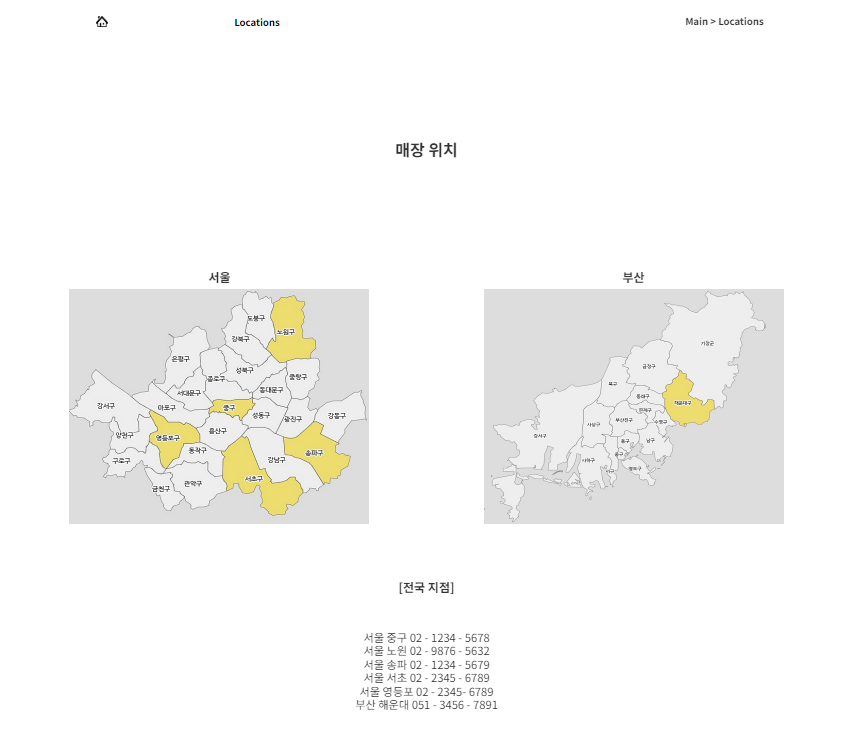 Locations
Main > Locations
매장 위치
서울
도봉구
노원구
강북구
은평구
성북구
중랑구
종로구
동대문구
서대문구
강서구
마포구
중구
성동구
광진구
강동구
양천구
영등포구
용산구
동작구
송파구
강남구
구로구
서초구
관악구
금천구
부산
기장군
금정구
북구
동래구
해운대구
연제구
사상구
부산진구
수영구
강서구
동구
남구
사하구
중구
서구
영도구
[전국 지점]
서울 중구 02 - 1234 - 5678
서울 노원 02 - 9876 - 5632
서울 송파 02 - 1234 - 5679
서울 서초 02 - 2345 - 6789
서울 영등포 02 - 2345- 6789
부산 해운대 051 - 3456 - 7891